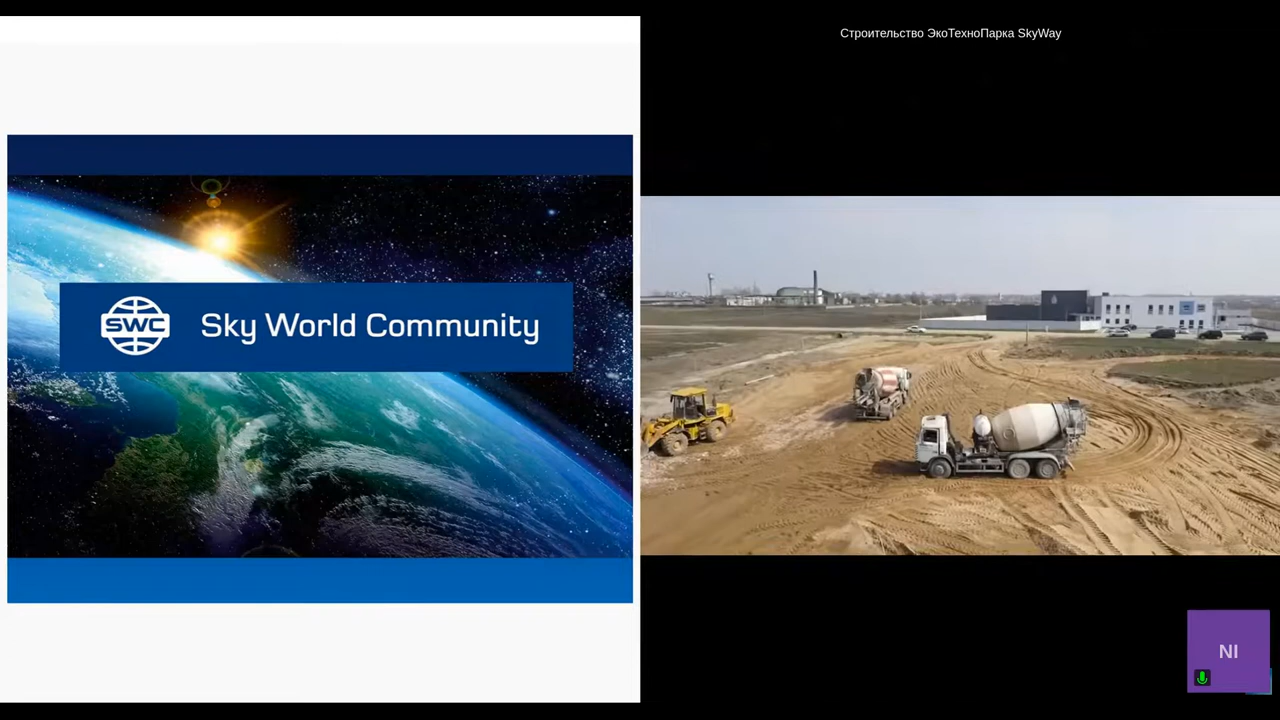 Строительство ЭкоТехноПарка SkyWay
SWC
Sky World Community
NI